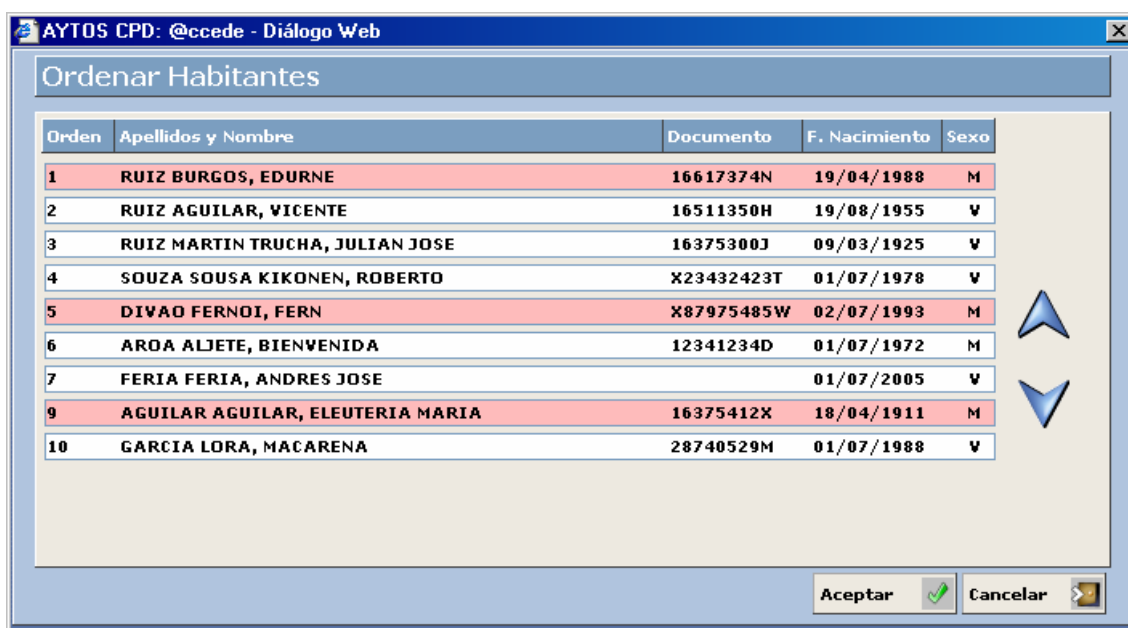 AYTOS CPD: @ccede - Diálogo Web
Ordenar Habitantes
Orden Apellidos y Nombre Documento F. Nacimiento Sexo
1 RUIZ BURGOS, EDURNE 16617374N 19/04/1988 M
2 RUIZ AGUILAR, VICENTE 16511350H 19/08/1955 V
3 RUIZ MARTIN TRUCHA, JULIAN JOSE 16375300J 09/03/1925 V
4 SOUZA SOUSA KIKONEN, ROBERTO X23432423T 01/07/1978 V
5 DIVAO FERNOI, FERN X87975485W 02/07/1993 M
6 AROA ALJETE, BIENVENIDA 12341234D 01/07/1972 M
7 FERIA FERIA, ANDRES JOSE 01/07/2005 V
9 AGUILAR AGUILAR, ELEUTERIA MARIA 16375412X 18/04/1911 M
10 GARCIA LORA, MACARENA 28740529M 01/07/1988 V
Aceptar Cancelar